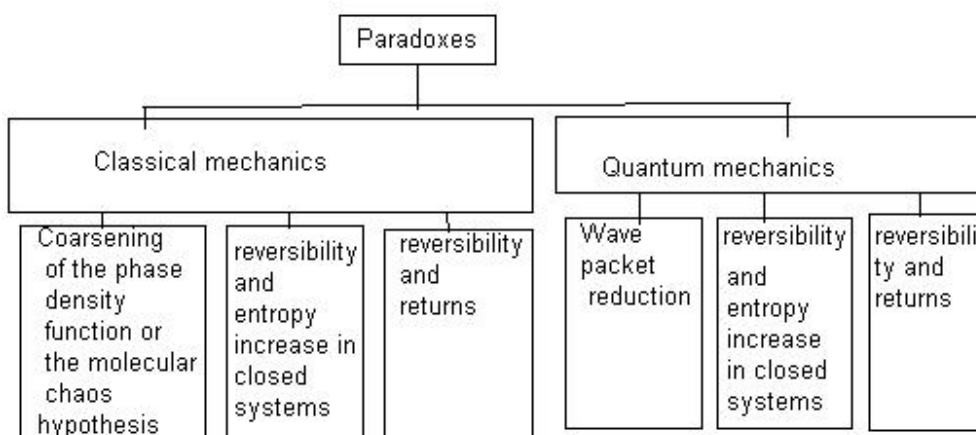 Paradoxes
Classical mechanics
Quantum mechanics
Coarsening
of the phase
density
function or
the molecular
chaos
hypothesis
reversibility
and
entropy
increase in
closed
systems
reversibility
and
returns
Wave
packet
reduction
reversibility
and
entropy
increase
in closed
systems
reversibili
ty and
returns